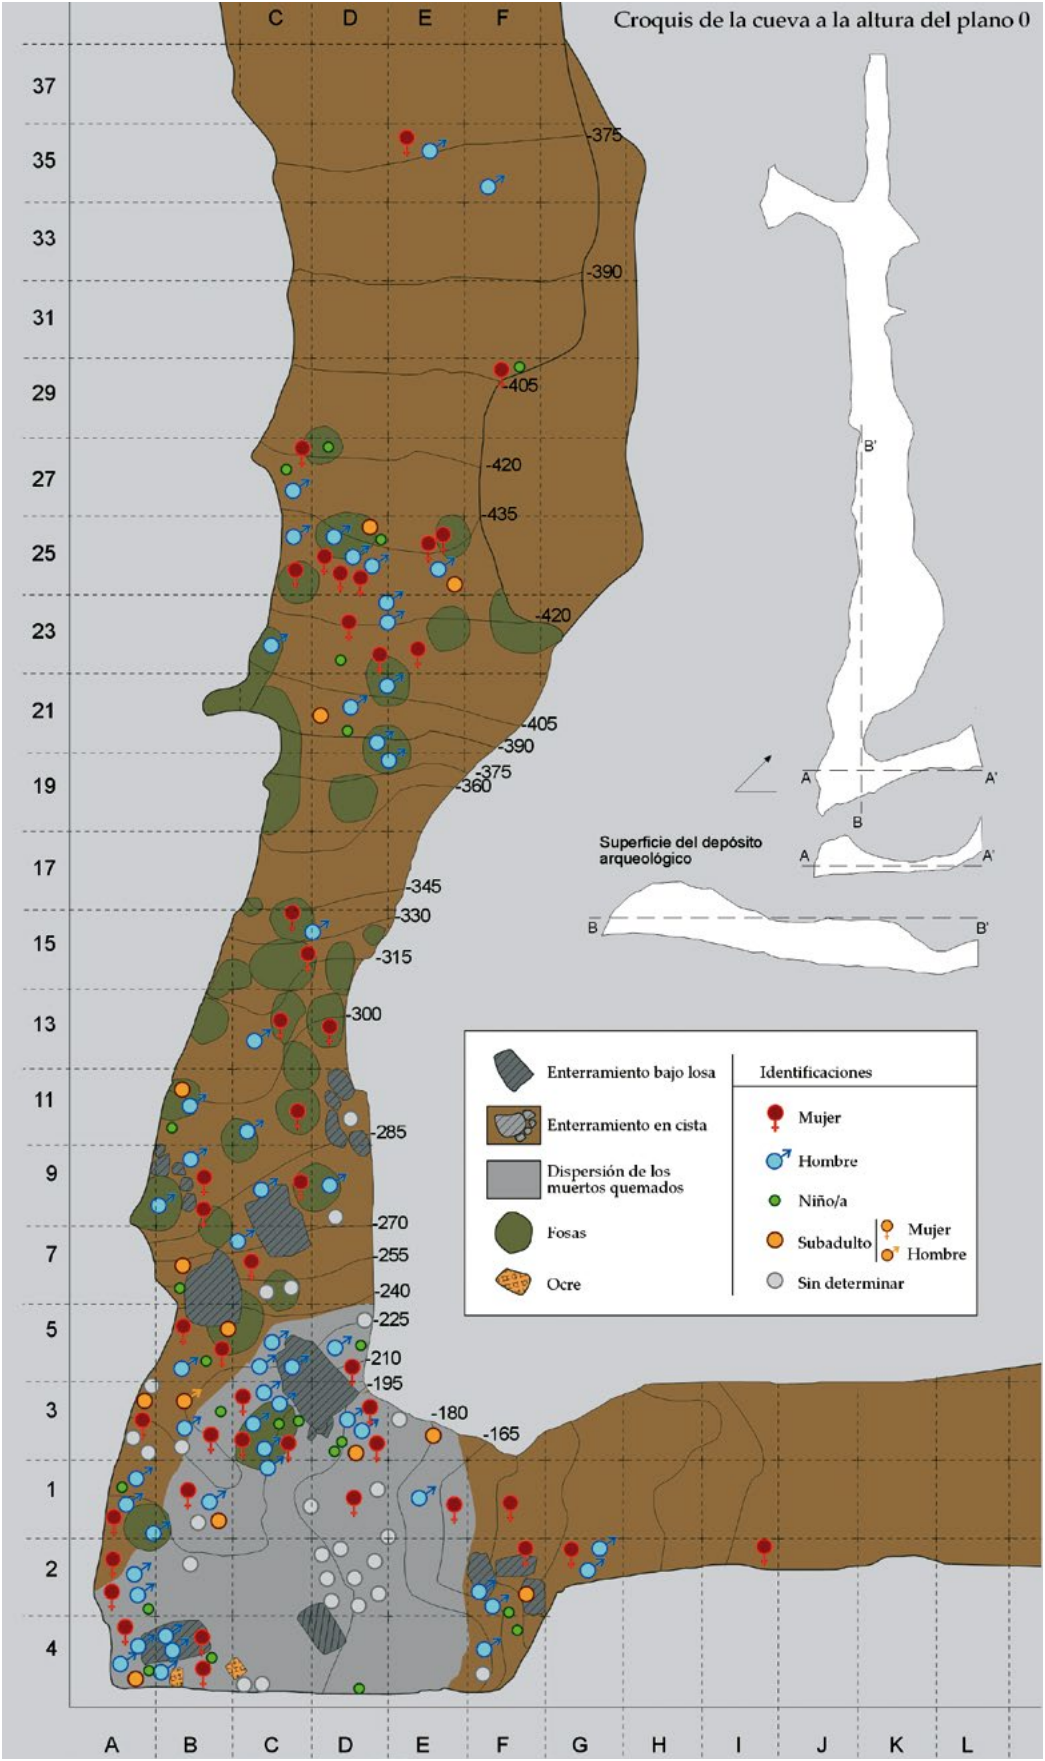 C D E F
Croquis de la cueva a la altura del plano 0
37
35
33
31
29
27
25
23
21
19
17
15
13
11
9
7
5
3
1
2
4
-375
-390
-405
-420
-435
-420
-405
-390
-375
-360
-345
-330
-315
-300
-285
-270
-255
-240
-225
-210
-195
-180
-165
B'
A A'
B
Superficie del depósito
arqueológico
A A'
B B'
Enterramiento bajo losa
Enterramiento en cista
Dispersión de los
muertos quemados
Fosas
Ocre
Identificaciones
Mujer
Hombre
Niño/a
Subadulto
Mujer
Hombre
Sin determinar
A B C D E F G H I J K L